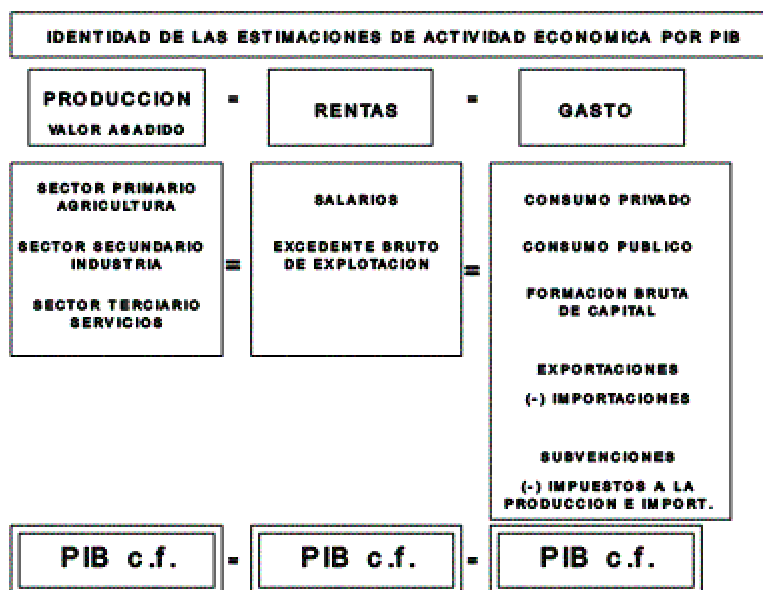 IDENTIDAD DE LAS ESTIMACIONES DE ACTIVIDAD ECONOMICA POR PIB
PRODUCCION
VALOR AGADIDO
=
RENTAS
=
GASTO
SECTOR PRIMARIO
AGRICULTURA
SECTOR SECUNDARIO
INDUSTRIA
SECTOR TERCIARIO
SERVICIOS
=
SALARIOS
EXCEDENTE BRUTO
DE EXPLOTACION
=
CONSUMO PRIVADO
CONSUMO PUBLICO
FORMACION BRUTA
DE CAPITAL
EXPORTACIONES
(-) IMPORTACIONES
SUBVENCIONES
(-) IMPUESTOS A LA
PRODUCCION E IMPORT.
PIB c.f. = PIB c.f. = PIB c.f.